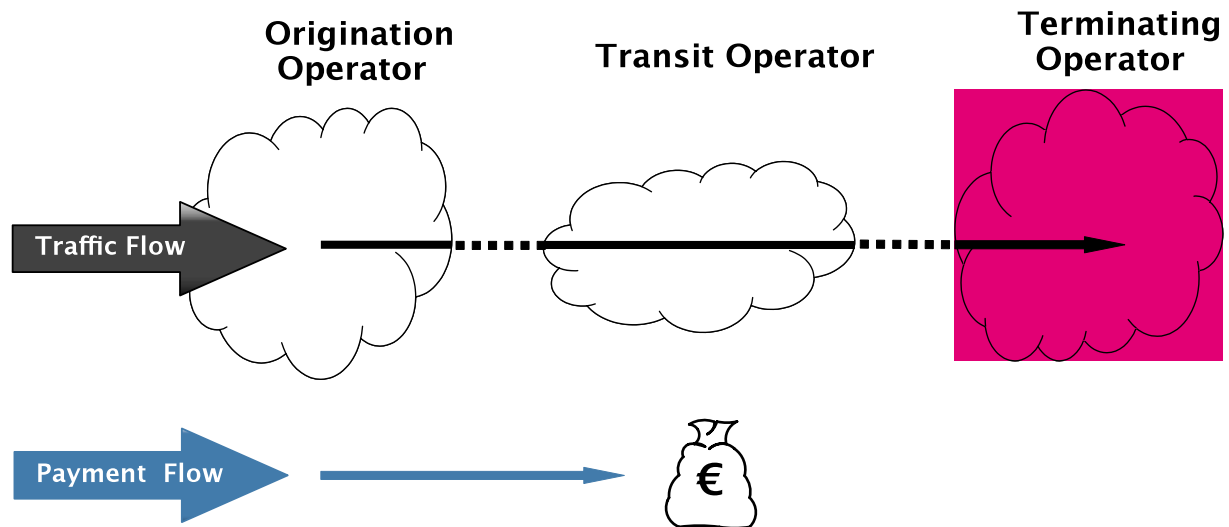 Origination
Operator
Transit Operator
Terminating
Operator
Traffic Flow
Payment Flow
€